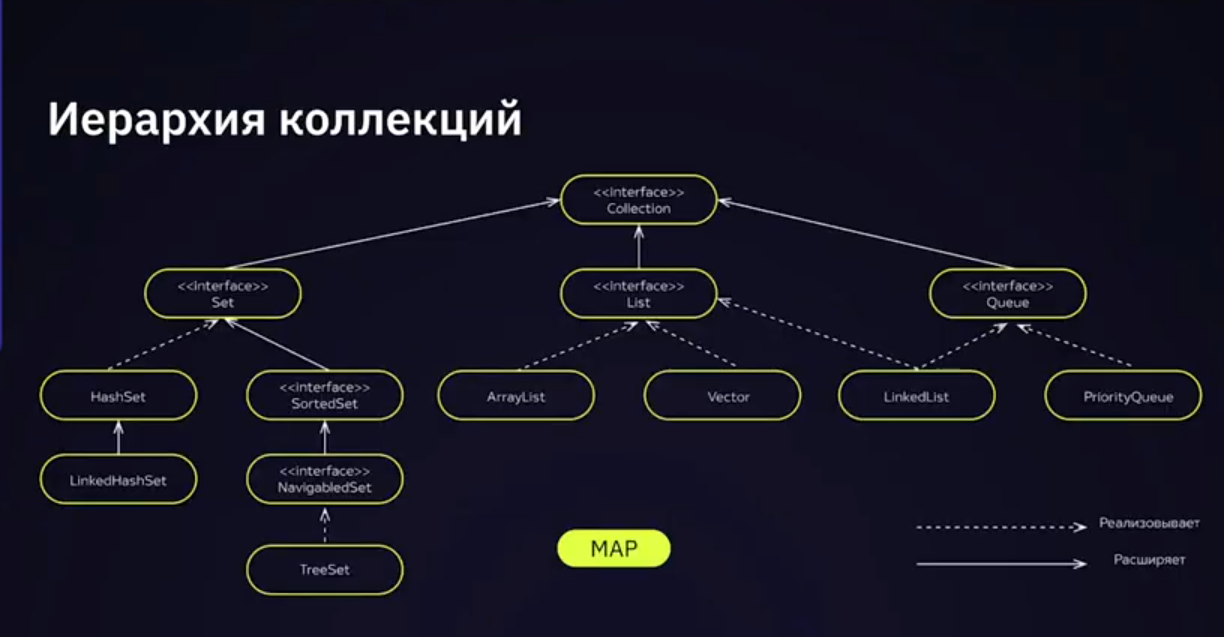 Иерархия коллекций
<<interface>>
Collection
<<interface>>
Set
<<interface>>
List
<<interface>>
Queue
HashSet
<<interface>>
SortedSet
ArrayList
Vector
LinkedList
PriorityQueue
LinkedHashSet
<<interface>>
NavigabledSet
TreeSet
MAP
Реализовывает
Расширяет